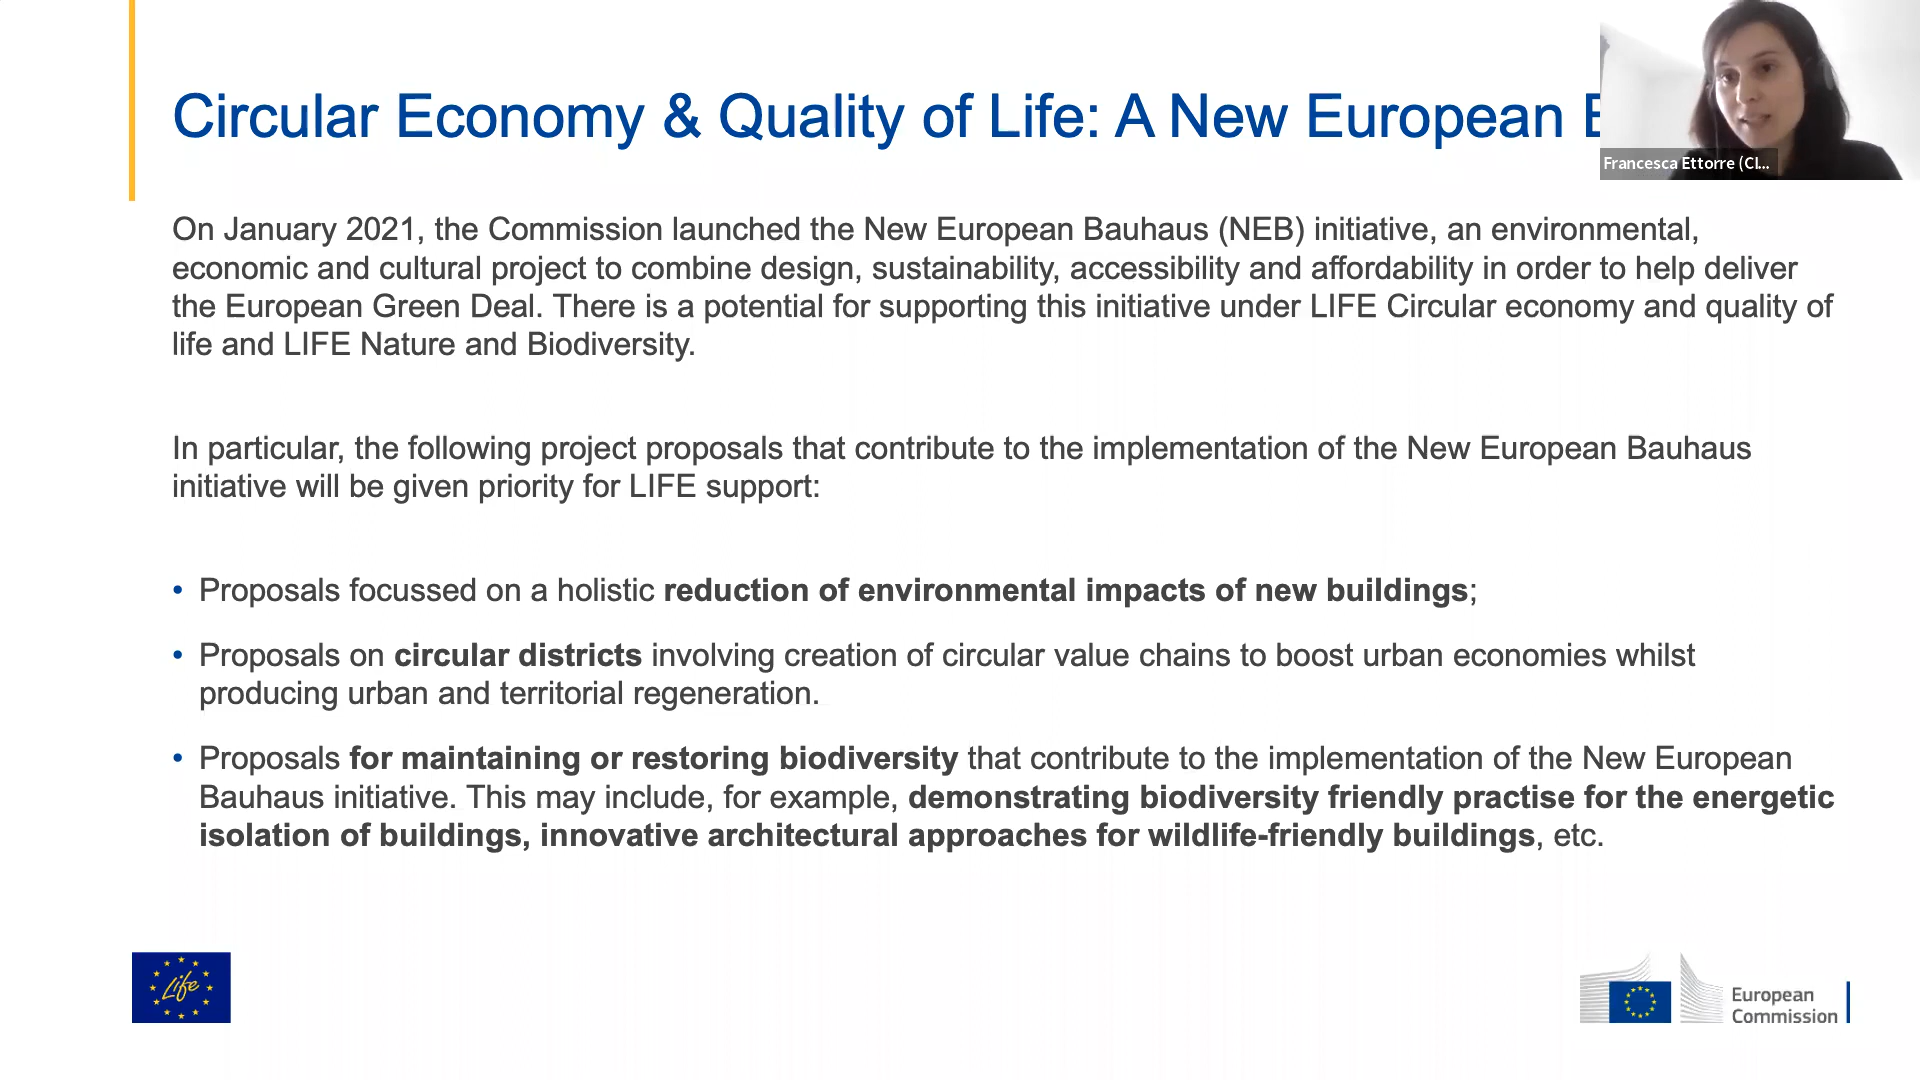 Circular Economy & Quality of Life: A New European
Francesca Ettorre (CI...
On January 2021, the Commission launched the New European Bauhaus (NEB) initiative, an environmental,
economic and cultural project to combine design, sustainability, accessibility and affordability in order to help deliver
the European Green Deal. There is a potential for supporting this initiative under LIFE Circular economy and quality of
life and LIFE Nature and Biodiversity.
In particular, the following project proposals that contribute to the implementation of the New European Bauhaus
initiative will be given priority for LIFE support:
• Proposals focussed on a holistic reduction of environmental impacts of new buildings;
• Proposals on circular districts involving creation of circular value chains to boost urban economies whilst
producing urban and territorial regeneration.
• Proposals for maintaining or restoring biodiversity that contribute to the implementation of the New European
Bauhaus initiative. This may include, for example, demonstrating biodiversity friendly practise for the energetic
isolation of buildings, innovative architectural approaches for wildlife-friendly buildings, etc.
Life
European
Commission